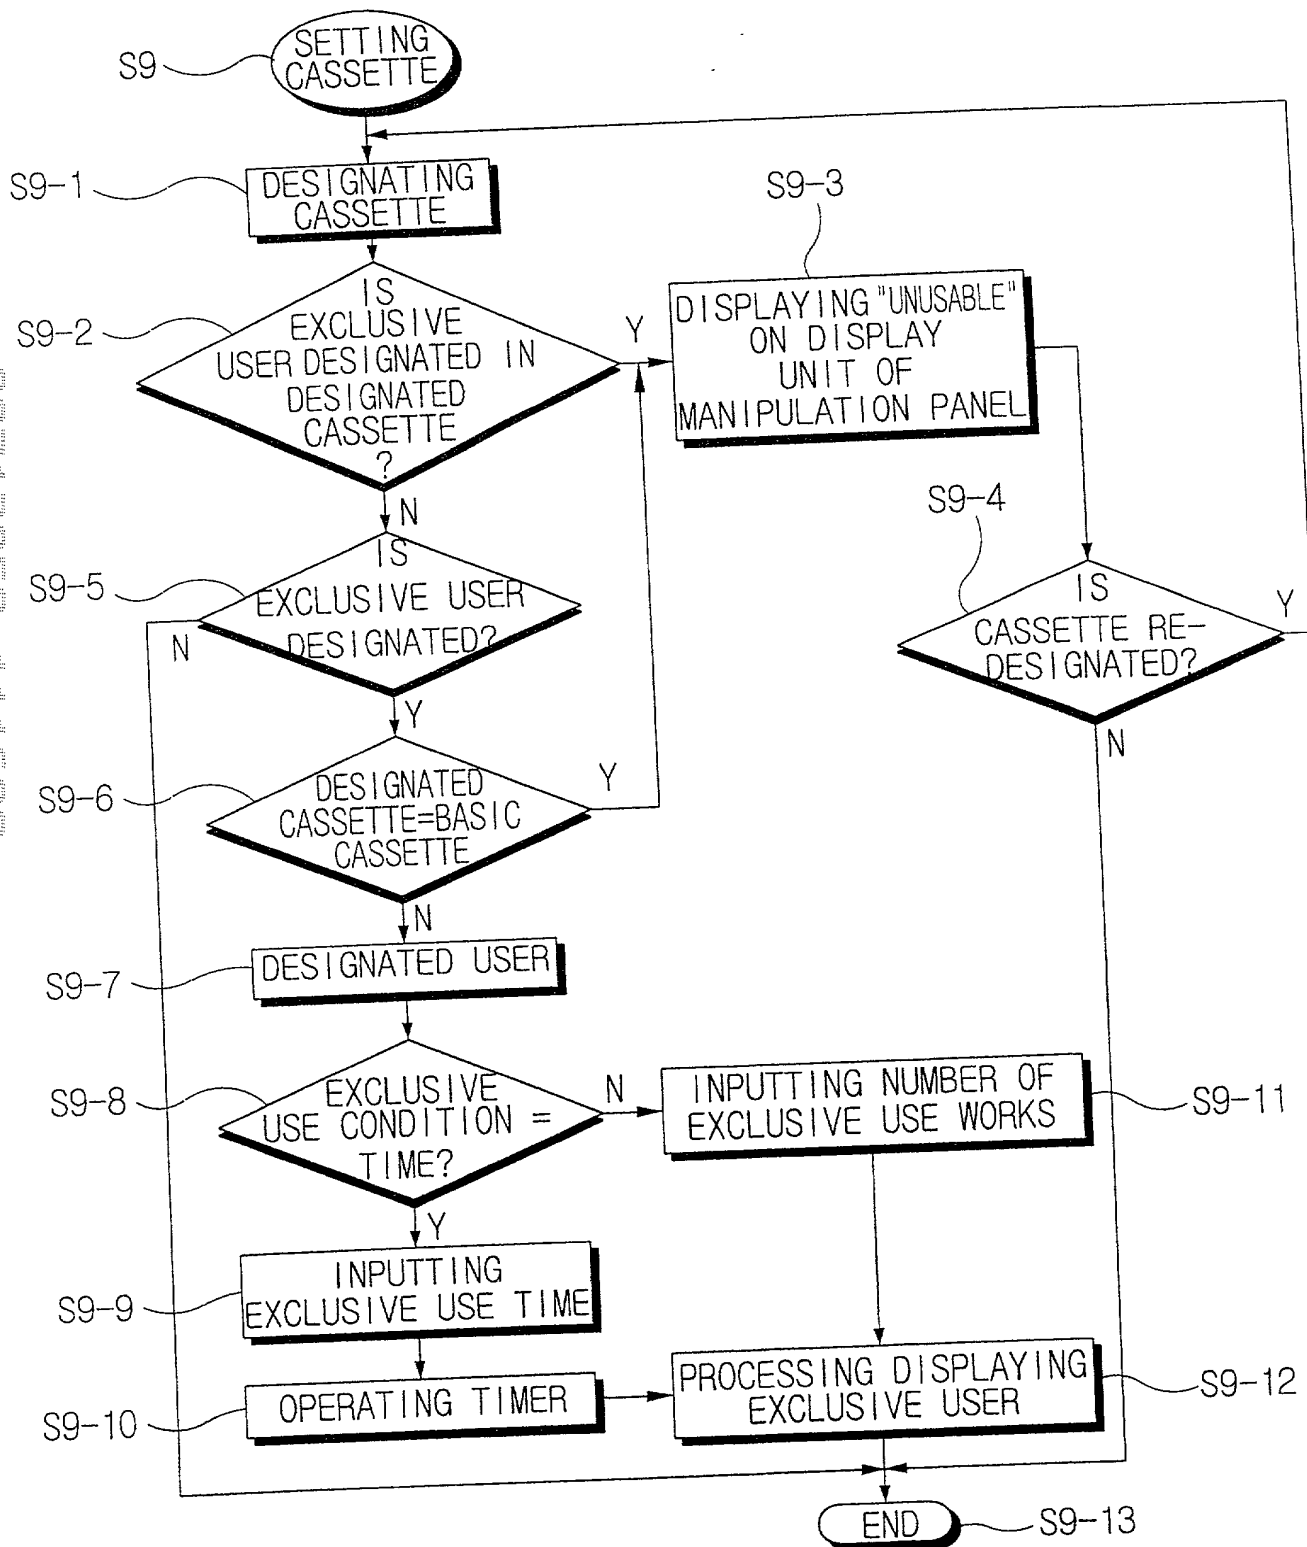 SETTING
CASSETTE
S9
S9-1
DESIGNATING
CASSETTE
S9-2
IS
EXCLUSIVE
USER DESIGNATED IN
DESIGNATED
CASSETTE
?
Y
N
S9-3
DISPLAYING "UNUSABLE"
ON DISPLAY
UNIT OF
MANIPULATION PANEL
S9-4
IS
CASSETTE RE-
DESIGNATED?
Y
N
S9-5
IS
EXCLUSIVE USER
DESIGNATED?
N
Y
S9-6
DESIGNATED
CASSETTE=BASIC
CASSETTE
Y
N
S9-7
DESIGNATED USER
S9-8
EXCLUSIVE
USE CONDITION =
TIME?
N
Y
INPUTTING NUMBER OF
EXCLUSIVE USE WORKS
S9-11
S9-9
INPUTTING
EXCLUSIVE USE TIME
S9-10
OPERATING TIMER
PROCESSING DISPLAYING
EXCLUSIVE USER
S9-12
END
S9-13